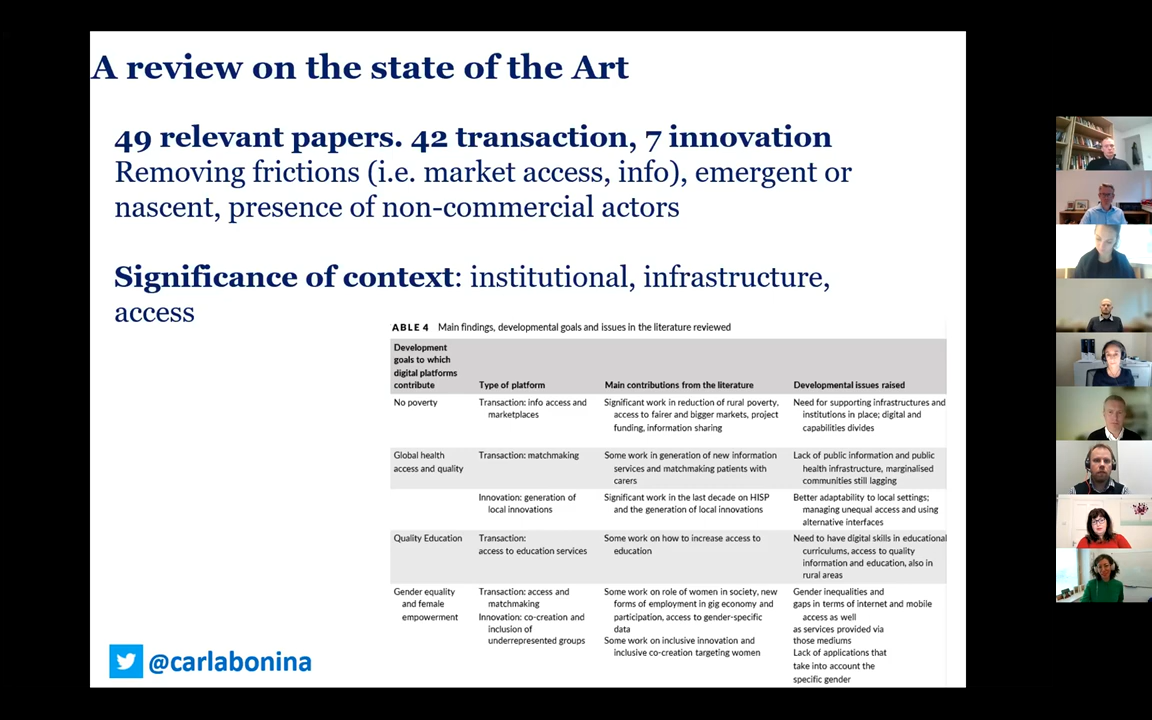 A review on the state of the Art
49 relevant papers. 42 transaction, 7 innovation
Removing frictions (i.e. market access, info), emergent or
nascent, presence of non-commercial actors
Significance of context: institutional, infrastructure,
access
ABLE 4 Main findings, developmental goals and issues in the literature reviewed
Development
goals to which
digital platforms
contribute
Type of platform
Main contributions from the literature
Developmental issues raised
No poverty
Transaction: info access and
marketplaces
Significant work in reduction of rural poverty,
access to fairer and bigger markets, project
funding, information sharing
Need for supporting infrastructures and
institutions in place; digital and
capabilities divides
Global health
access and quality
Transaction: matchmaking
Some work in generation of new information
services and matchmaking patients with
carers
Lack of public information and public
health infrastructure, marginalised
communities still lagging
Innovation: generation of
local innovations
Significant work in the last decade on HISP
and the generation of local innovations
Better adaptability to local settings;
managing unequal access and using
alternative interfaces
Quality Education
Transaction:
access to education services
Some work on how to increase access to
education
Need to have digital skills in educational
curriculums, access to quality
information and education, also in
rural areas
Gender equality
and female
empowerment
Transaction: access and
matchmaking
Innovation: co-creation and
inclusion of
underrepresented groups
Some work on role of women in society, new
forms of employment in gig economy and
participation, access to gender-specific
data
Some work on inclusive innovation and
inclusive co-creation targeting women
Gender inequalities and
gaps in terms of internet and mobile
access as well
as services provided via
those mediums
Lack of applications that
take into account the
specific gender
@carlabonina